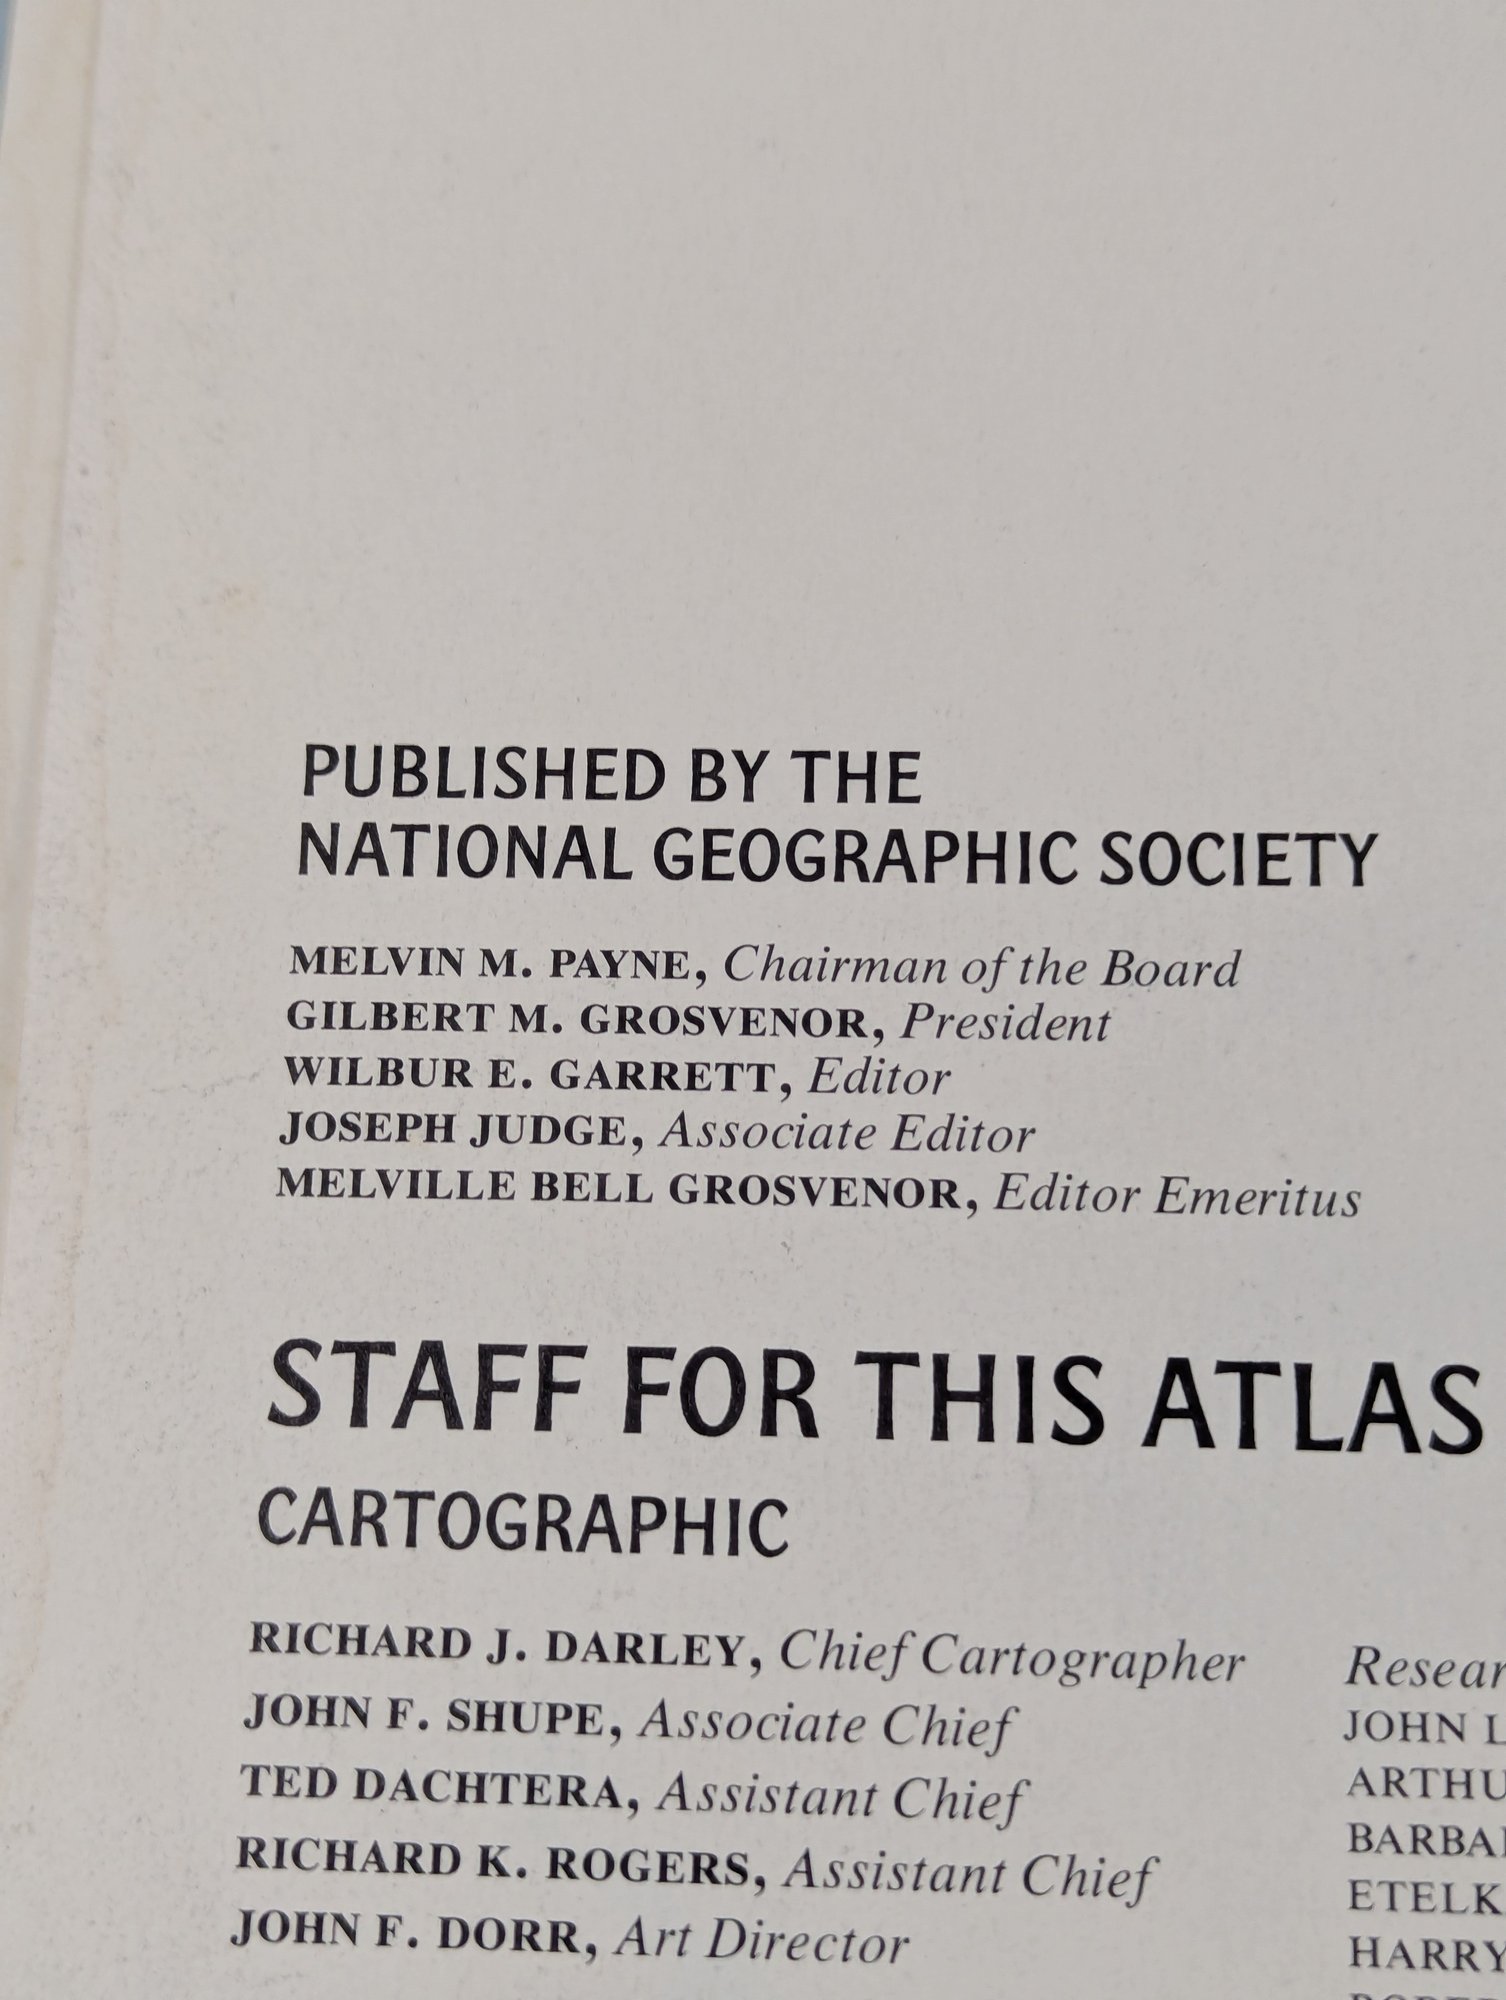 PUBLISHED BY THE
NATIONAL GEOGRAPHIC SOCIETY
MELVIN M. PAYNE, Chairman of the Board
GILBERT M. GROSVENOR, President
WILBUR E. GARRETT, Editor
JOSEPH JUDGE, Associate Editor
MELVILLE BELL GROSVENOR, Editor Emeritus
STAFF FOR THIS ATLAS
CARTOGRAPHIC
RICHARD J. DARLEY, Chief Cartographer
JOHN F. SHUPE, Associate Chief
TED DACHTERA, Assistant Chief
RICHARD K. ROGERS, Assistant Chief
JOHN F. DORR, Art Director
JOHN L
HARRY